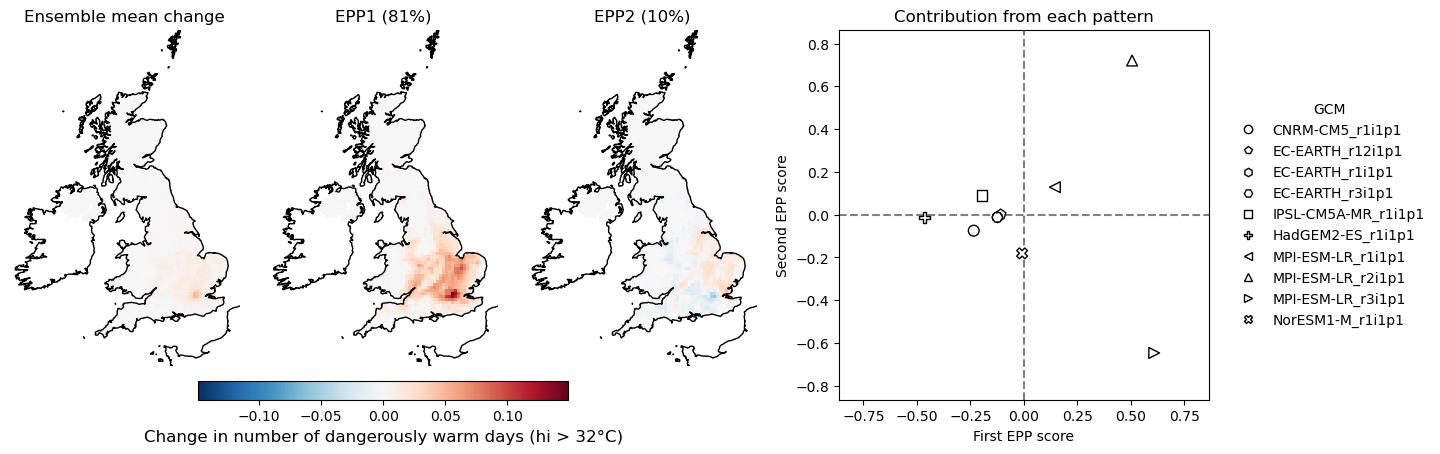 Ensemble mean change
EPP1 (81%)
EPP2 (10%)
−0.10 −0.05 0.00 0.05 0.10
Change in number of dangerously warm days (hi > 32°C)
Contribution from each pattern
Second EPP score
0.8
0.6
0.4
0.2
0.0
−0.2
−0.4
−0.6
−0.8
−0.75 −0.50 −0.25 0.00 0.25 0.50 0.75
First EPP score
GCM
CNRM-CM5_r1i1p1
EC-EARTH_r12i1p1
EC-EARTH_r1i1p1
EC-EARTH_r3i1p1
IPSL-CM5A-MR_r1i1p1
HadGEM2-ES_r1i1p1
MPI-ESM-LR_r1i1p1
MPI-ESM-LR_r2i1p1
MPI-ESM-LR_r3i1p1
NorESM1-M_r1i1p1